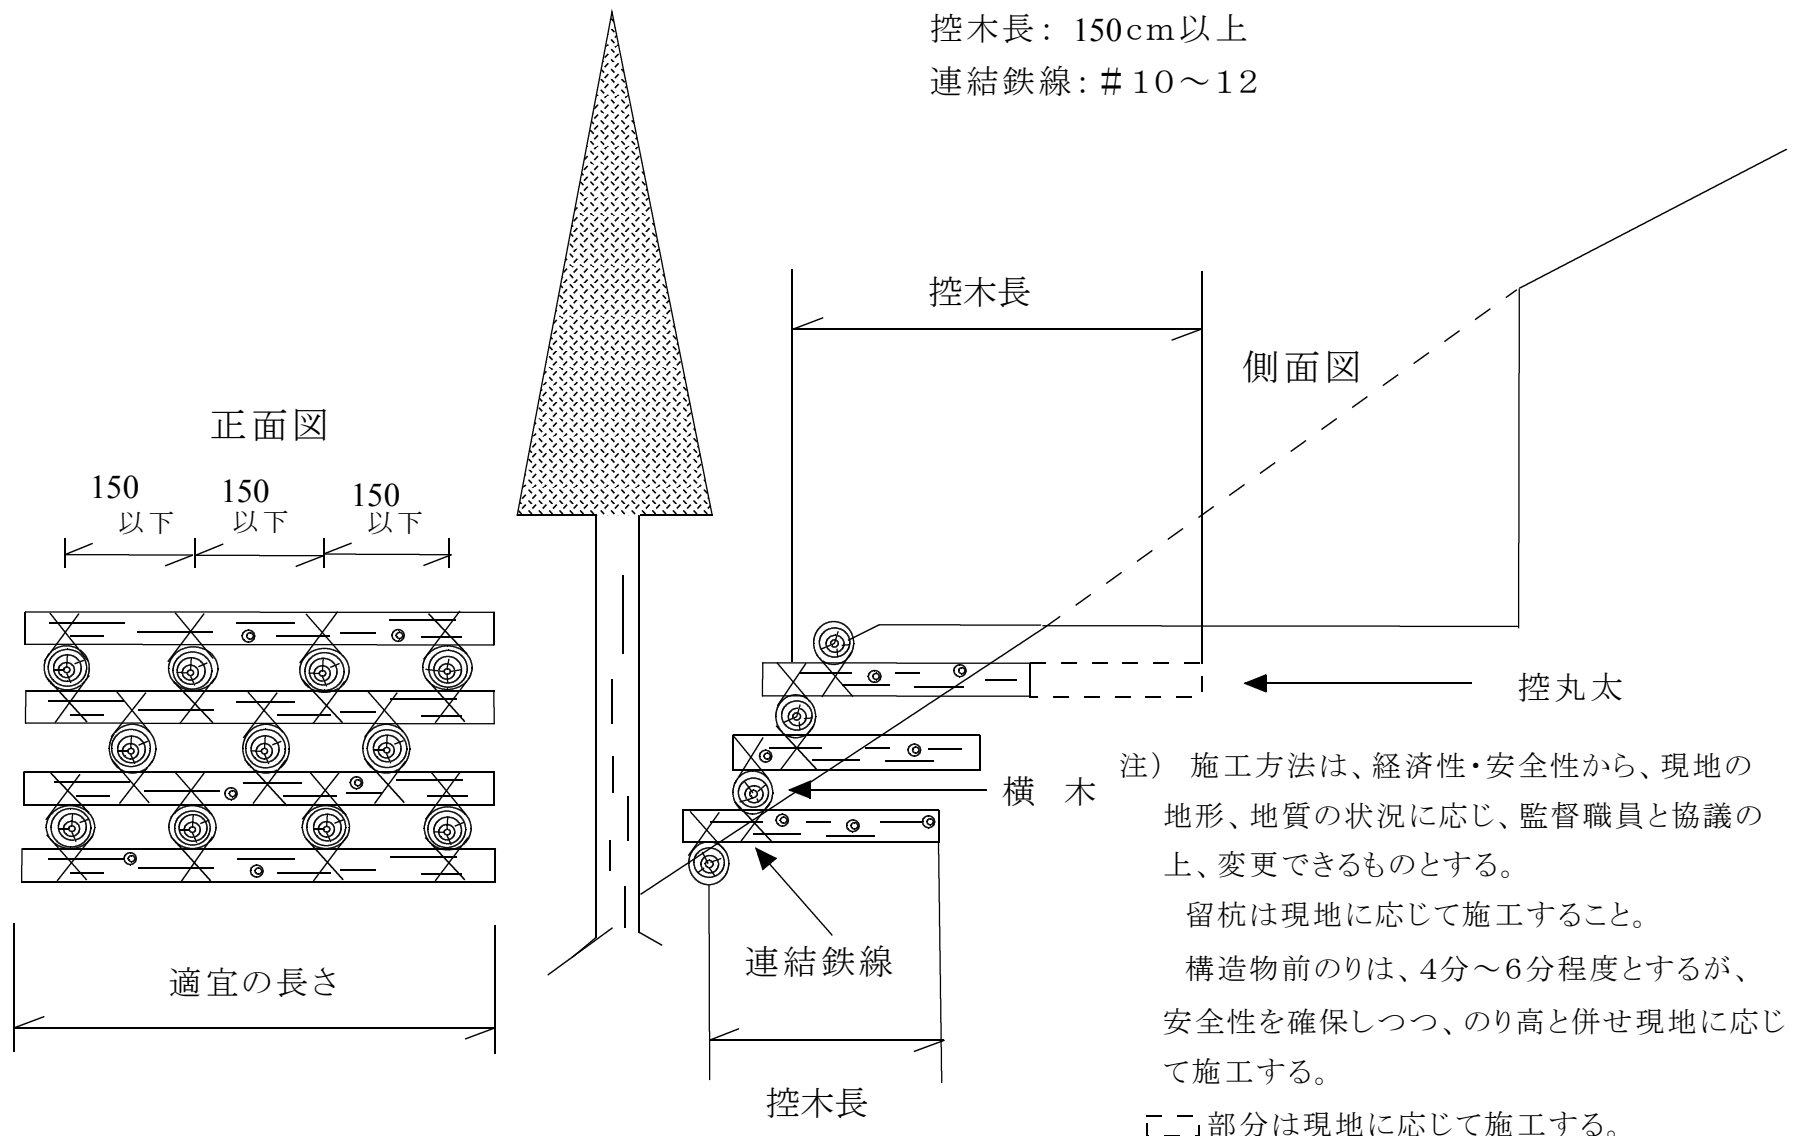 控木長：150cm以上
連結鉄線：＃10～12
控木長
側面図
正面図
150
以下
150
以下
150
以下
控丸太
横 木
連結鉄線
適宜の長さ
控木長
注） 施工方法は、経済性・安全性から、現地の
地形、地質の状況に応じ、監督職員と協議の
上、変更できるものとする。
留杭は現地に応じて施工すること。
構造物前のりは、4分～6分程度とするが、
安全性を確保しつつ、のり高と併せ現地に応じ
て施工する。
部分は現地に応じて施工する。